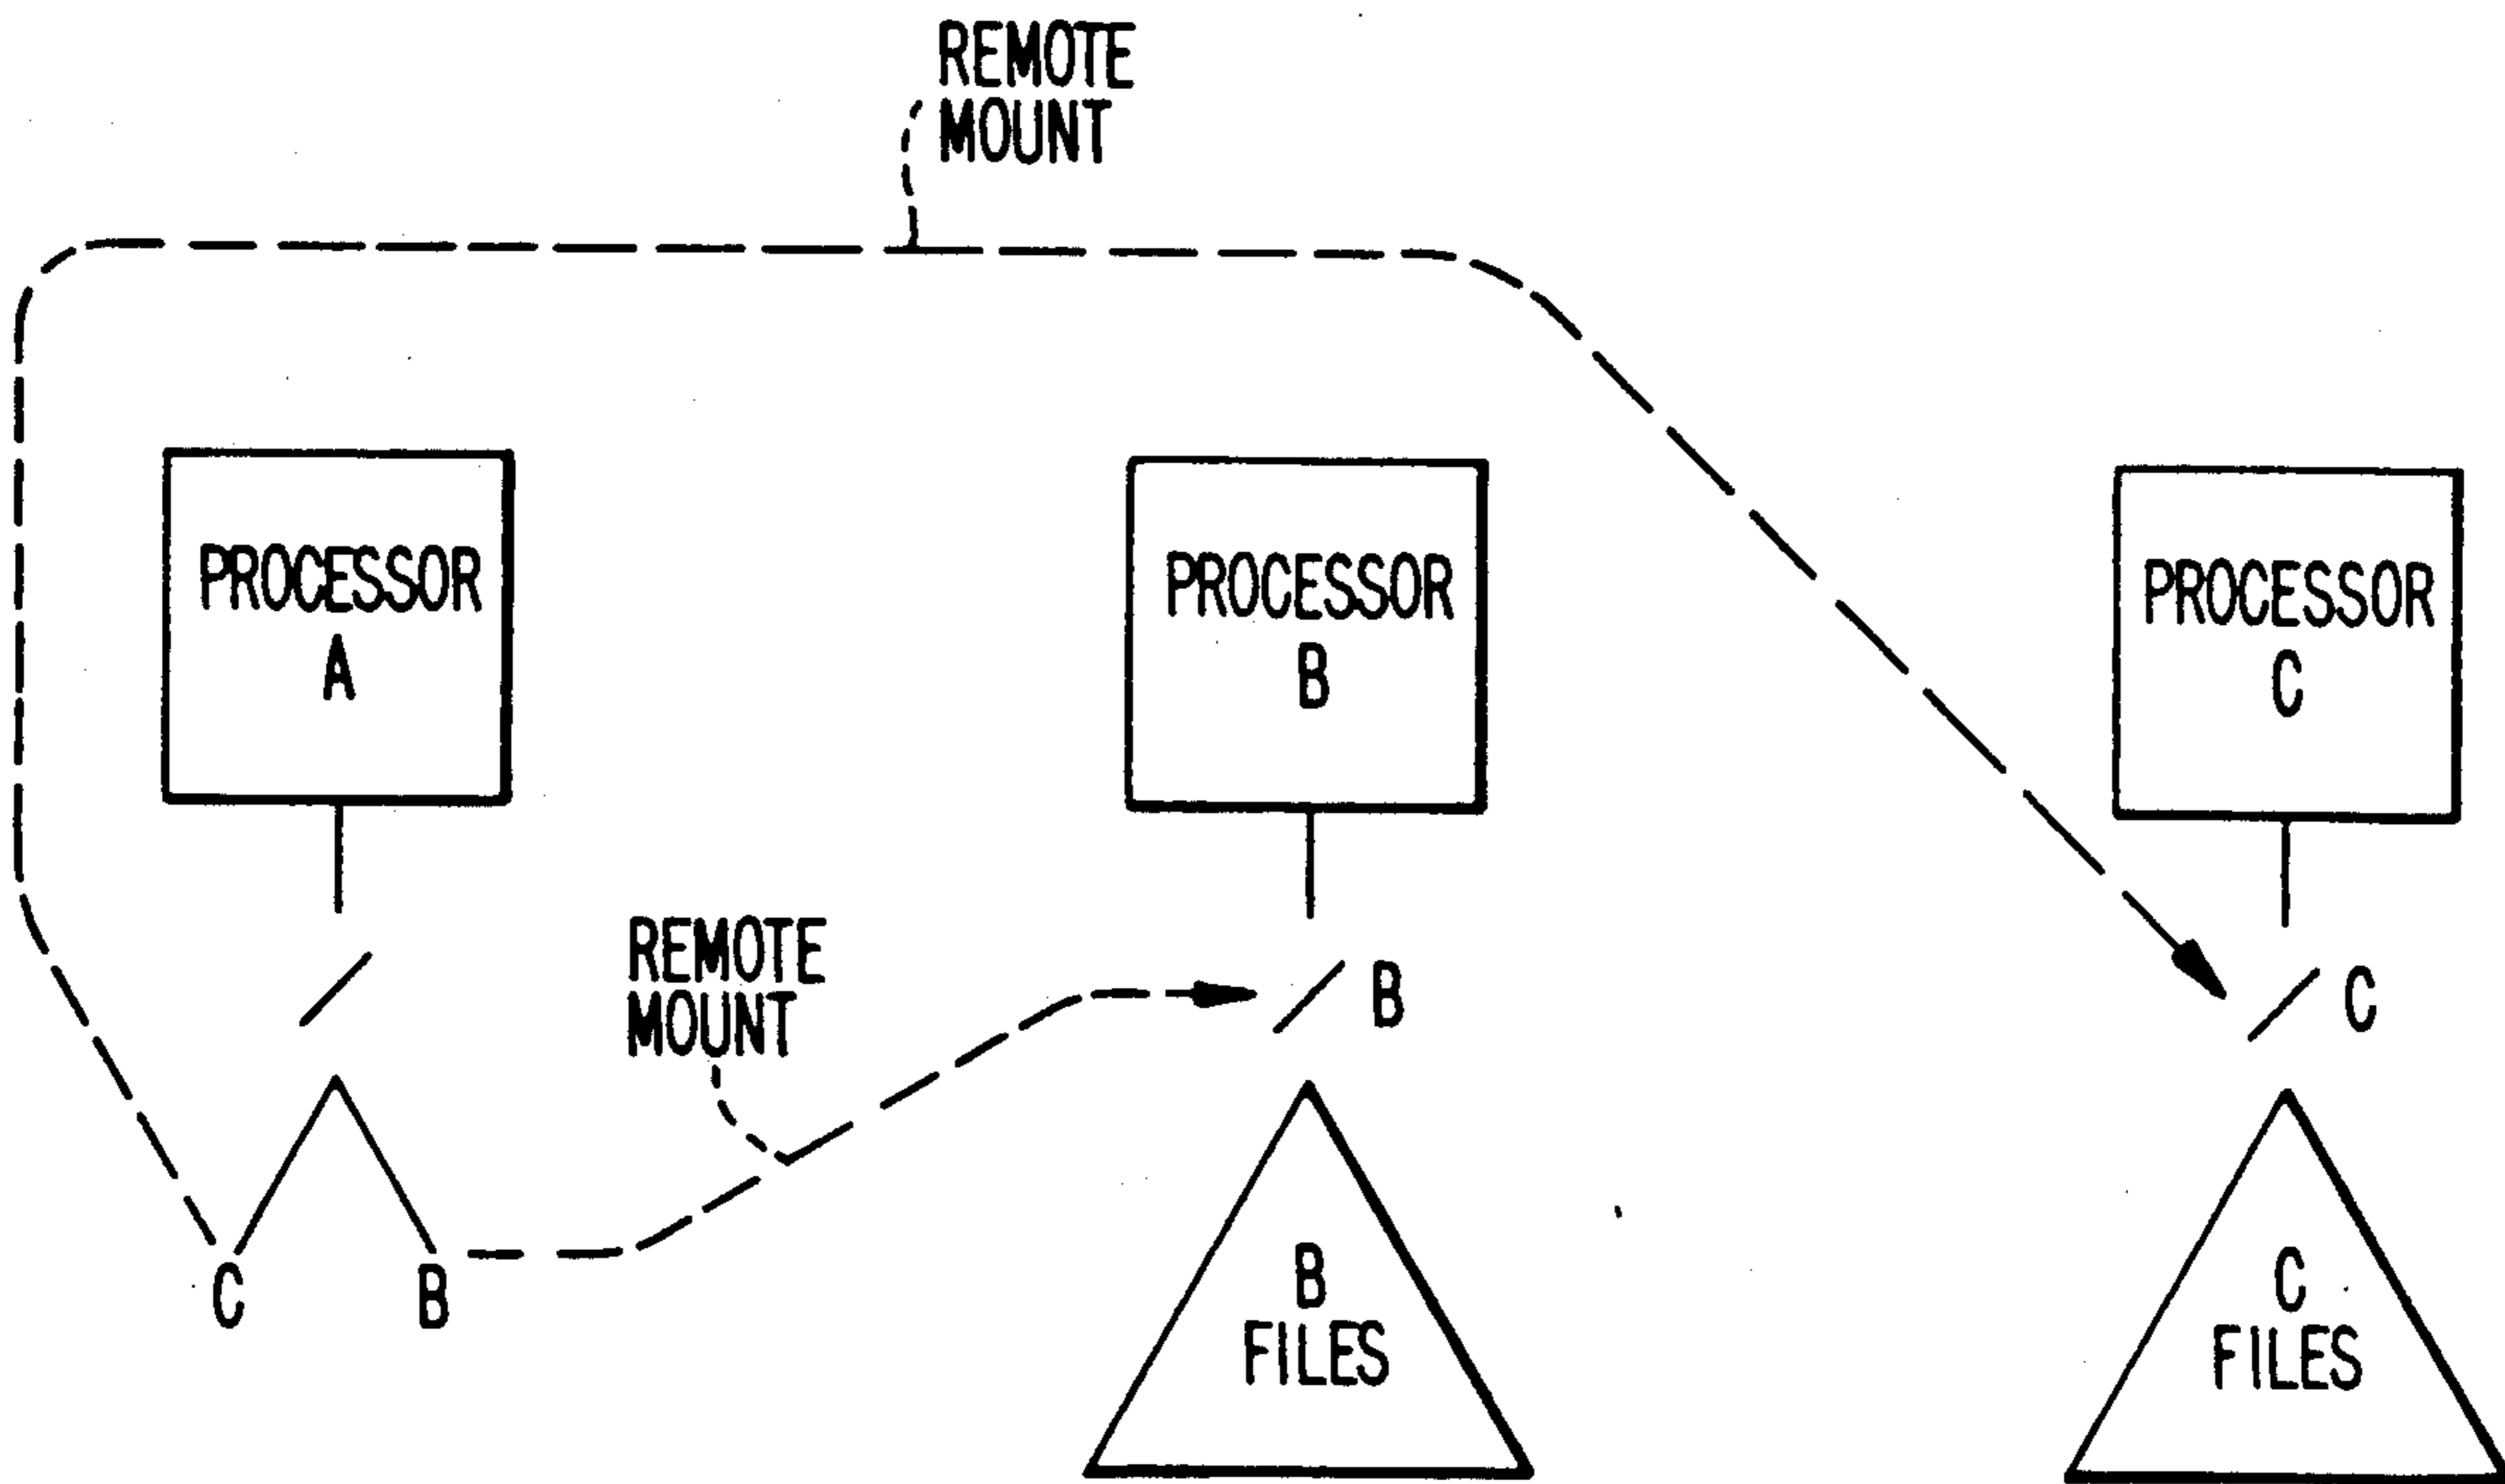 REMOTE
MOUNT
PROCESSOR
A
PROCESSOR
B
PROCESSOR
C
REMOTE
MOUNT
/
/ B
/ C
C
B
B
FILES
C
FILES